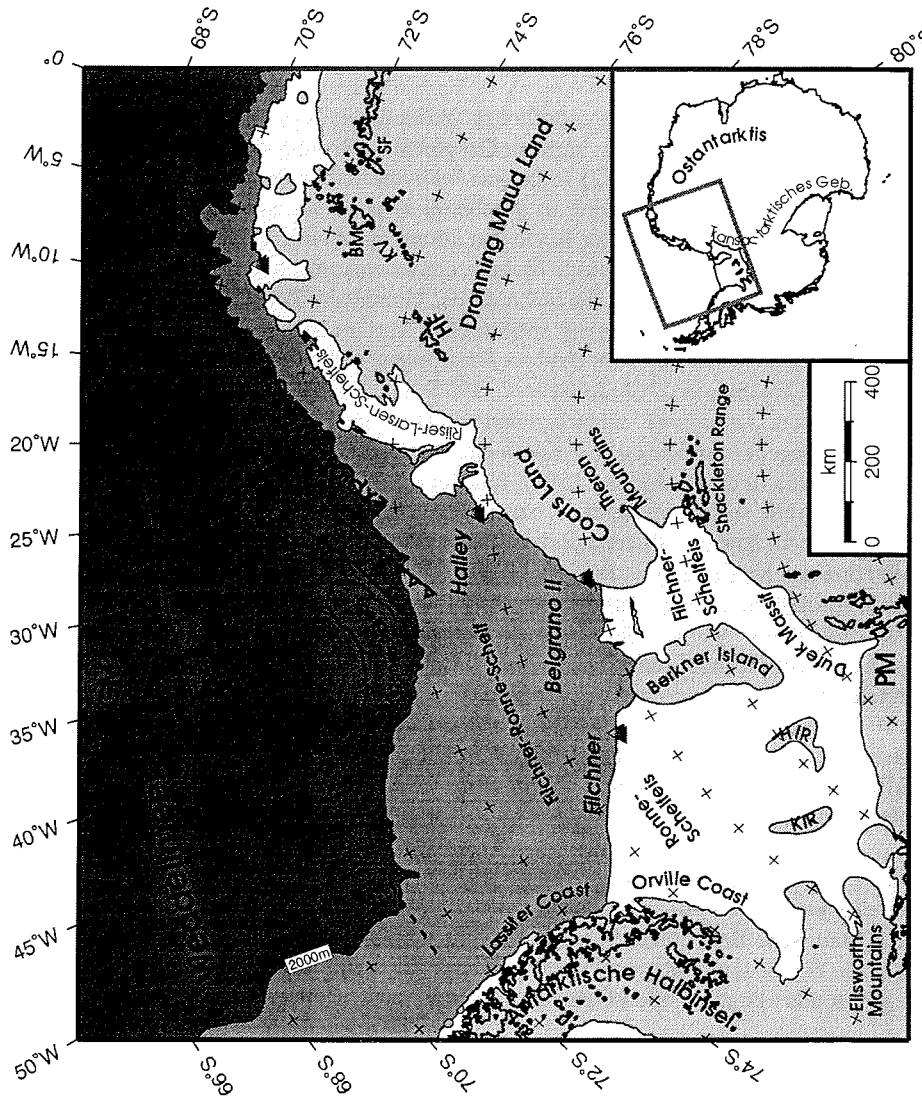 68°S
70°S
72°S
74°S
76°S
78°S
80°S
0°
5°W
10°W
15°W
20°W
25°W
30°W
35°W
40°W
45°W
50°W
66°S
68°S
70°S
72°S
74°S
SF
BM
KV
HF
Dronning Maud Land
Ostantarktis
Transantarktisches Geb.
Riiser-Larsen-Schelfeis
Coats Land
Theron
Mountains
Shackleton Range
km
0
200
400
Halley
Belgrano II
Filchner-
Schelfeis
Filchner-Ronne-Schelf
Berkner Island
Dufek Massif
PM
Filchner
Ronne-
Schelfeis
HIR
KIR
Lassiter Coast
Orville Coast
Ellsworth
Mountains
2000m